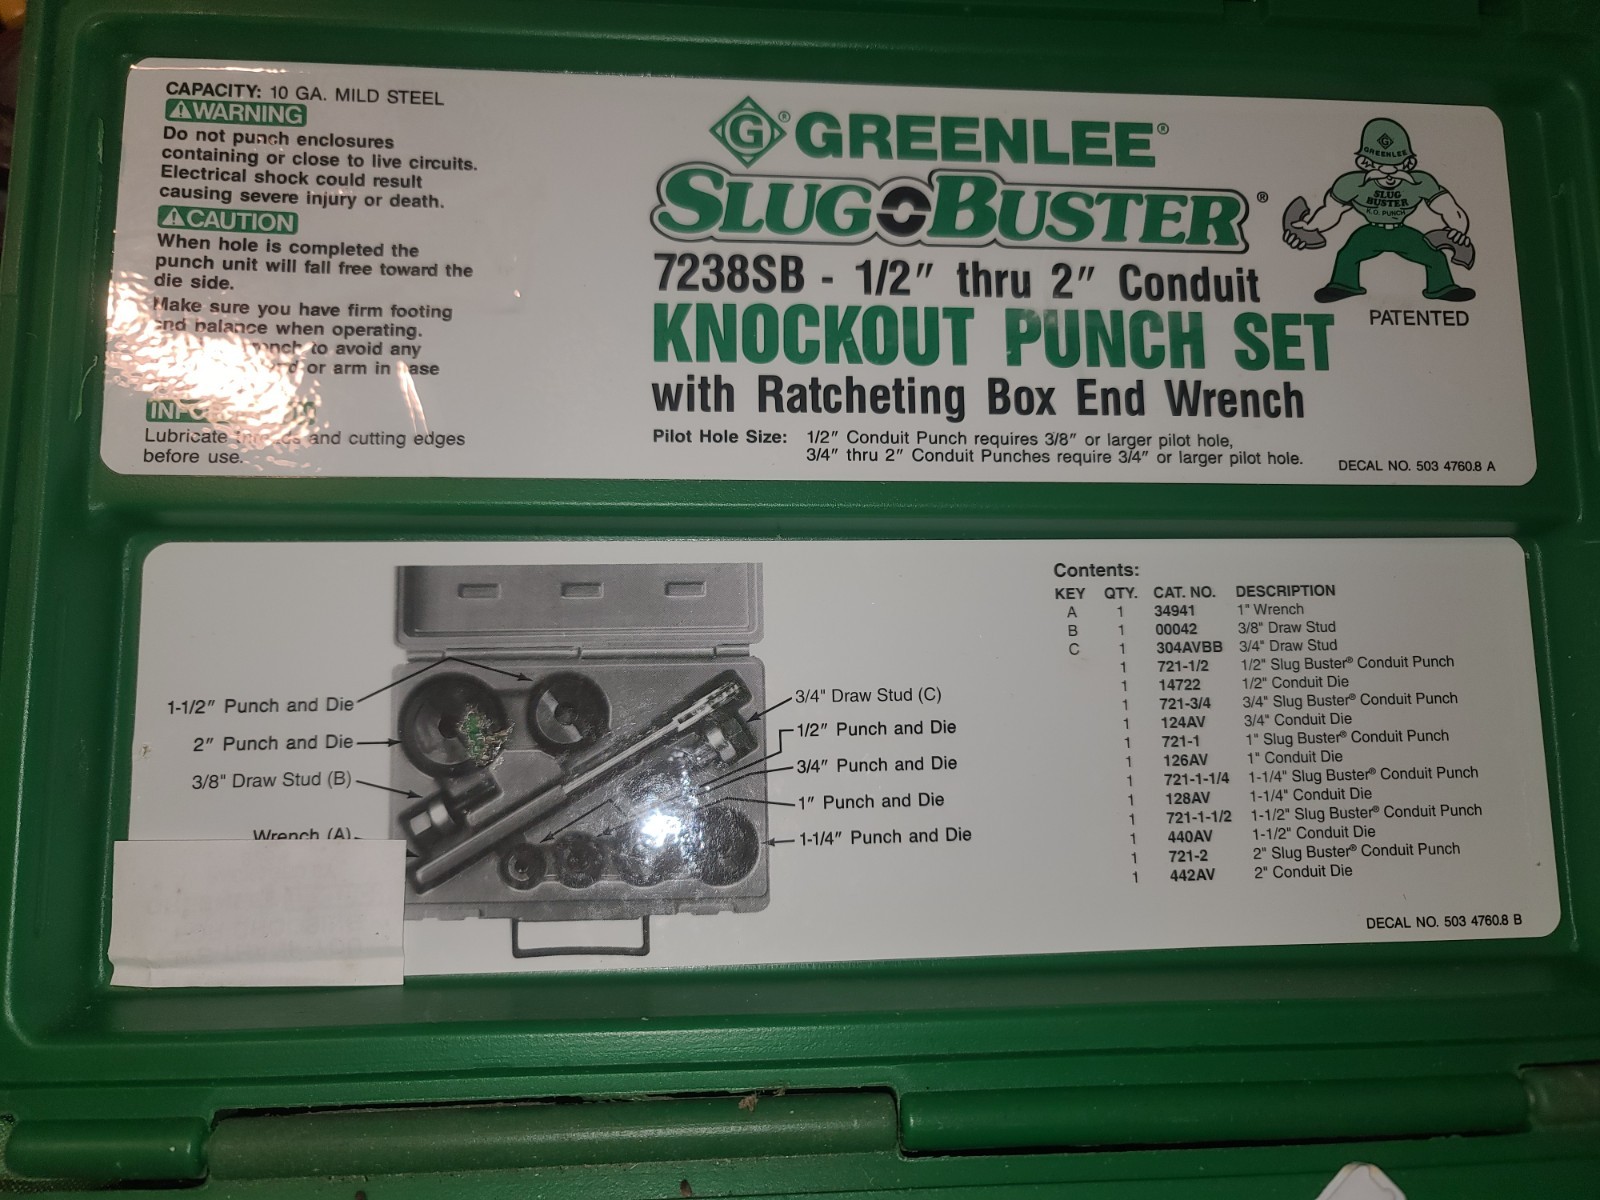 CAPACITY: 10 GA. MILD STEEL
WARNING
Do not punch enclosures
containing or close to live circuits.
Electrical shock could result
causing severe injury or death.
CAUTION
When hole is completed the
punch unit will fall free toward the
die side.
Make sure you have firm footing
and balance when operating.
to avoid any
or arm in
Lubricate threads and cutting edges
before use.
G® GREENLEE®
SLUG BUSTER®
7238SB - 1/2" thru 2" Conduit
KNOCKOUT PUNCH SET
with Ratcheting Box End Wrench
Pilot Hole Size: 1/2" Conduit Punch requires 3/8" or larger pilot hole,
3/4" thru 2" Conduit Punches require 3/4" or larger pilot hole.
G
GREENLEE
SLUG
BUSTER
K.O. PUNCH
PATENTED
DECAL NO. 503 4760.8 A
1-1/2" Punch and Die
2" Punch and Die
3/8" Draw Stud (B)
Wrench (A)
3/4" Draw Stud (C)
1/2" Punch and Die
3/4" Punch and Die
1" Punch and Die
1-1/4" Punch and Die
Contents:
KEY QTY. CAT. NO. DESCRIPTION
A 1 34941 1" Wrench
B 1 00042 3/8" Draw Stud
C 1 304AVBB 3/4" Draw Stud
1 721-1/2 1/2" Slug Buster® Conduit Punch
1 14722 1/2" Conduit Die
1 721-3/4 3/4" Slug Buster® Conduit Punch
1 124AV 3/4" Conduit Die
1 721-1 1" Slug Buster® Conduit Punch
1 126AV 1" Conduit Die
1 721-1-1/4 1-1/4" Slug Buster® Conduit Punch
1 128AV 1-1/4" Conduit Die
1 721-1-1/2 1-1/2" Slug Buster® Conduit Punch
1 440AV 1-1/2" Conduit Die
1 721-2 2" Slug Buster® Conduit Punch
1 442AV 2" Conduit Die
DECAL NO. 503 4760.8 B